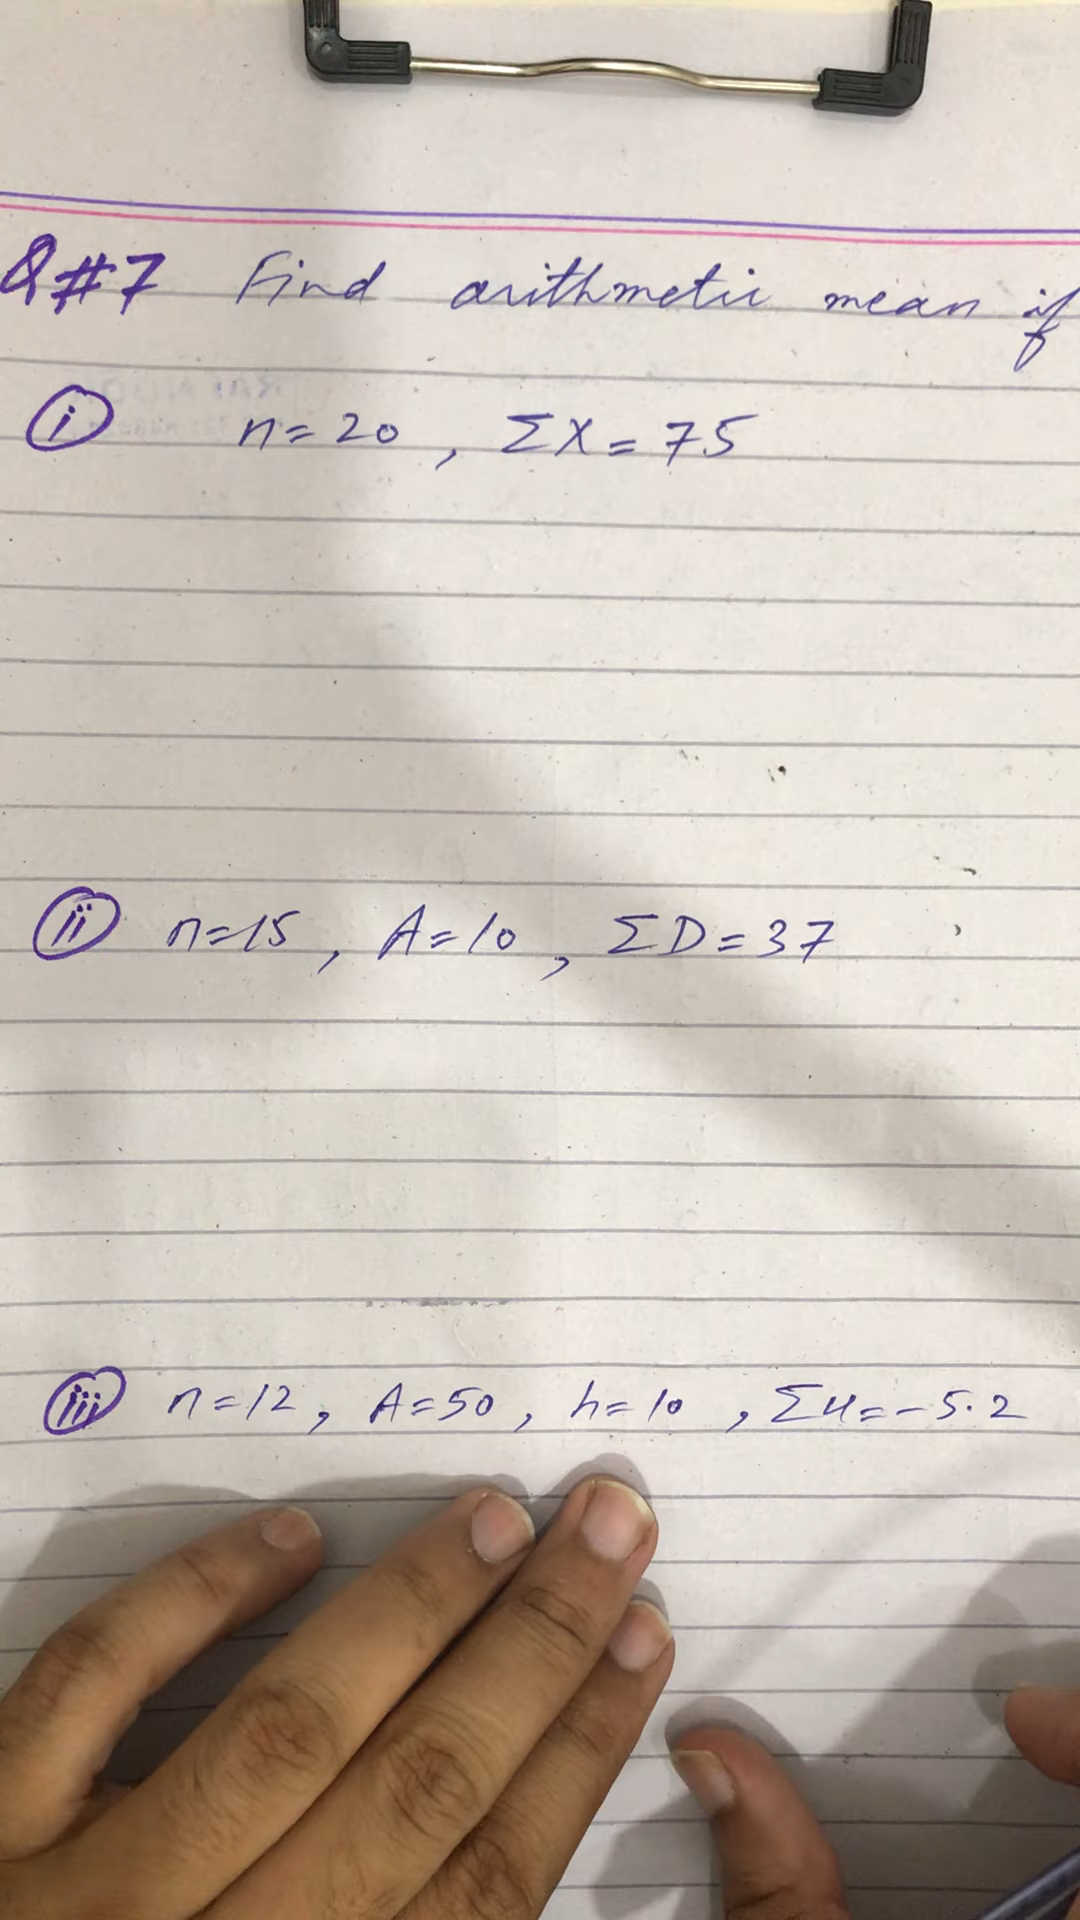 Q#7 Find arithmetic mean if
i n=20, ΣX=75
ii n=15, A=10, ΣD=37
iii n=12, A=50, h=10, Σu=-5.2